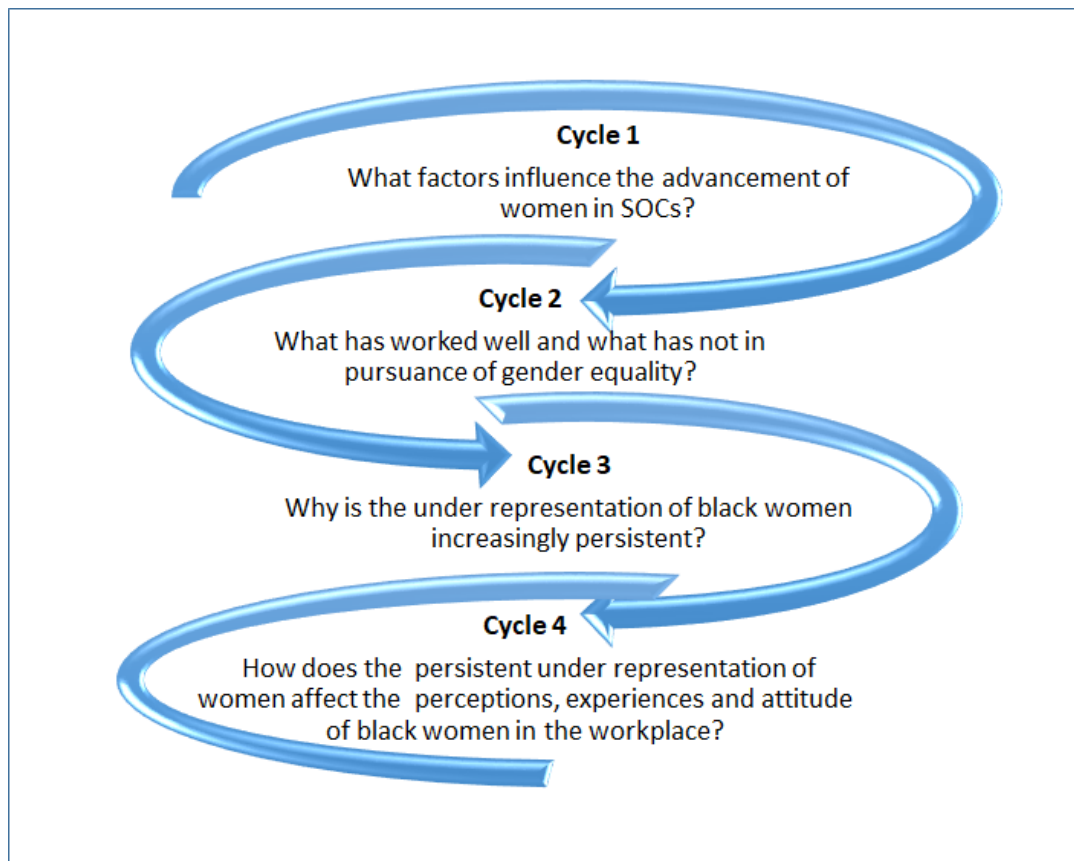 Cycle 1
What factors influence the advancement of
women in SOCs?
Cycle 2
What has worked well and what has not in
pursuance of gender equality?
Cycle 3
Why is the under representation of black women
increasingly persistent?
Cycle 4
How does the  persistent under representation of
women affect the  perceptions, experiences and attitude
of black women in the workplace?